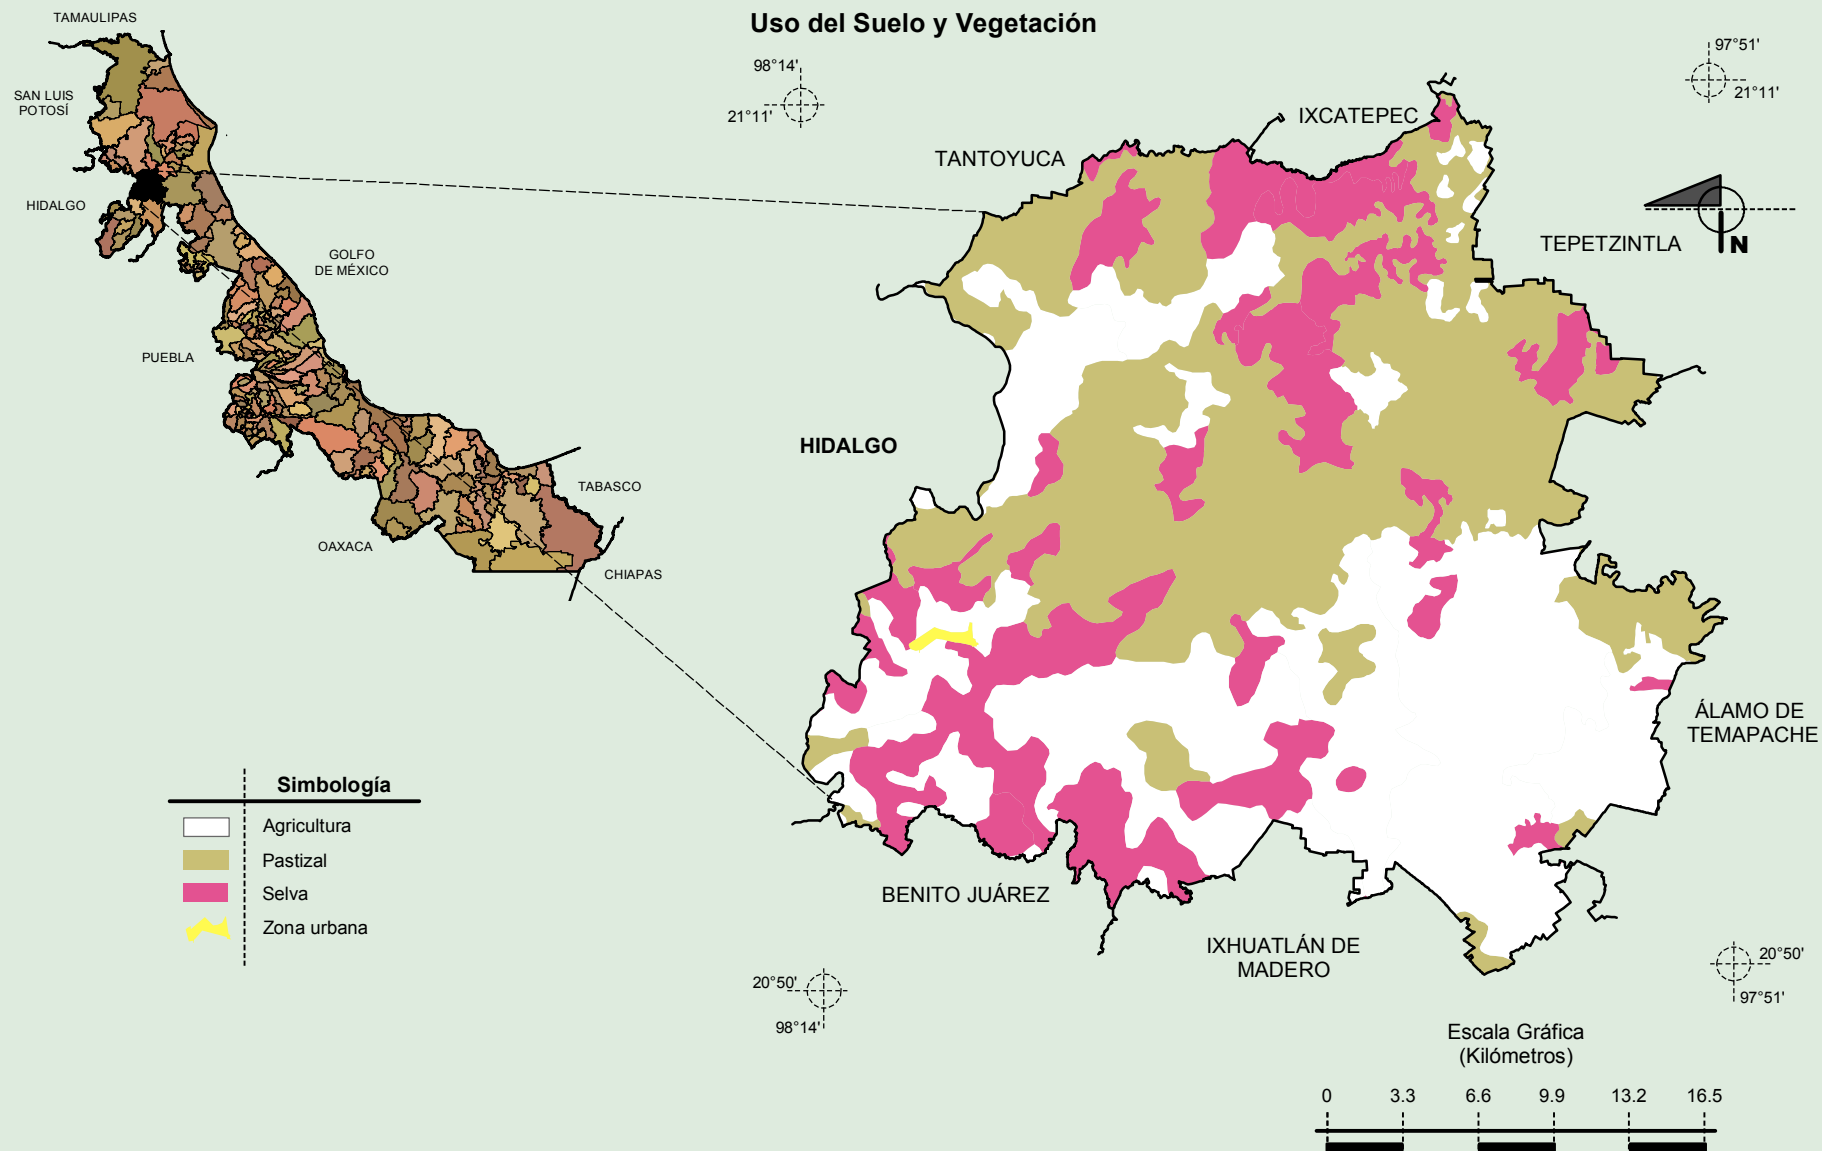 Uso del Suelo y Vegetación
TAMAULIPAS
SAN LUIS
POTOSÍ
HIDALGO
GOLFO
DE MÉXICO
PUEBLA
TABASCO
OAXACA
CHIAPAS
98°14'
21°11'
97°51'
21°11'
IXCATEPEC
TANTOYUCA
TEPETZINTLA
N
HIDALGO
ÁLAMO DE
TEMAPACHE
BENITO JUÁREZ
IXHUATLÁN DE
MADERO
20°50'
98°14'
20°50'
97°51'
Simbología
Agricultura
Pastizal
Selva
Zona urbana
Escala Gráfica
(Kilómetros)
0 3.3 6.6 9.9 13.2 16.5